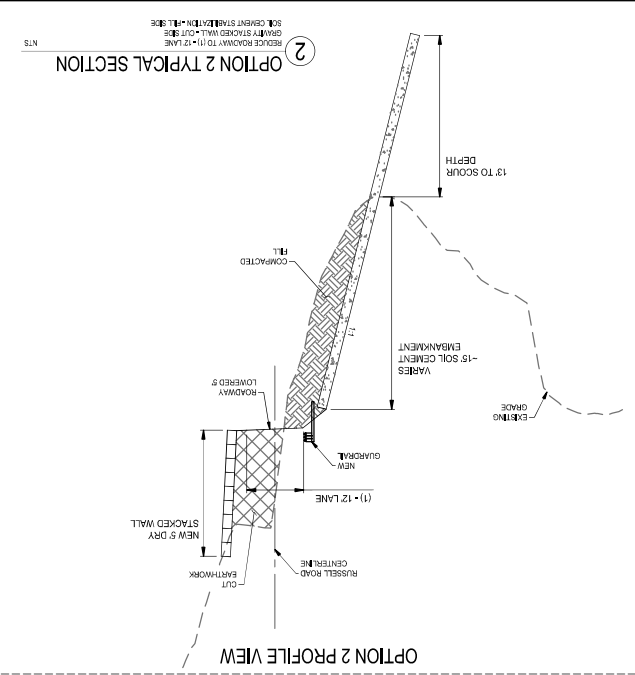 2
OPTION 2 TYPICAL SECTION
REDUCE ROADWAY TO (1) - 12' LANE
GRAVITY STACKED WALL - CUT SIDE
SOIL CEMENT STABILIZATION - FILL SIDE
NTS
13' TO SCOUR
DEPTH
COMPACTED
FILL
1:1
VARIES
~15' SOIL CEMENT
EMBANKMENT
LOWERED 5'
ROADWAY
EXISTING
GRADE
NEW
GUARDRAIL
(1) - 12' LANE
NEW 5' DRY
STACKED WALL
RUSSELL ROAD
CENTERLINE
CUT
EARTHWORK
OPTION 2 PROFILE VIEW